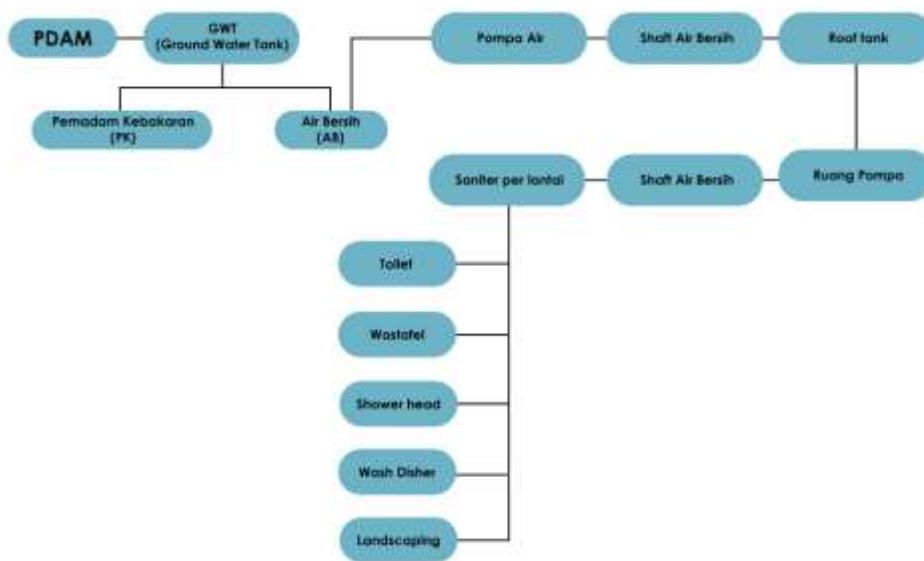 PDAM
GWT
(Ground Water Tank)
Pompa Air
Shaft Air Bersih
Roof tank
Pemadam Kebakaran
(PK)
Air Bersih
(AB)
Saniter per lantai
Shaft Air Bersih
Ruang Pompa
Toilet
Wastafel
Shower head
Wash Disher
Landscaping